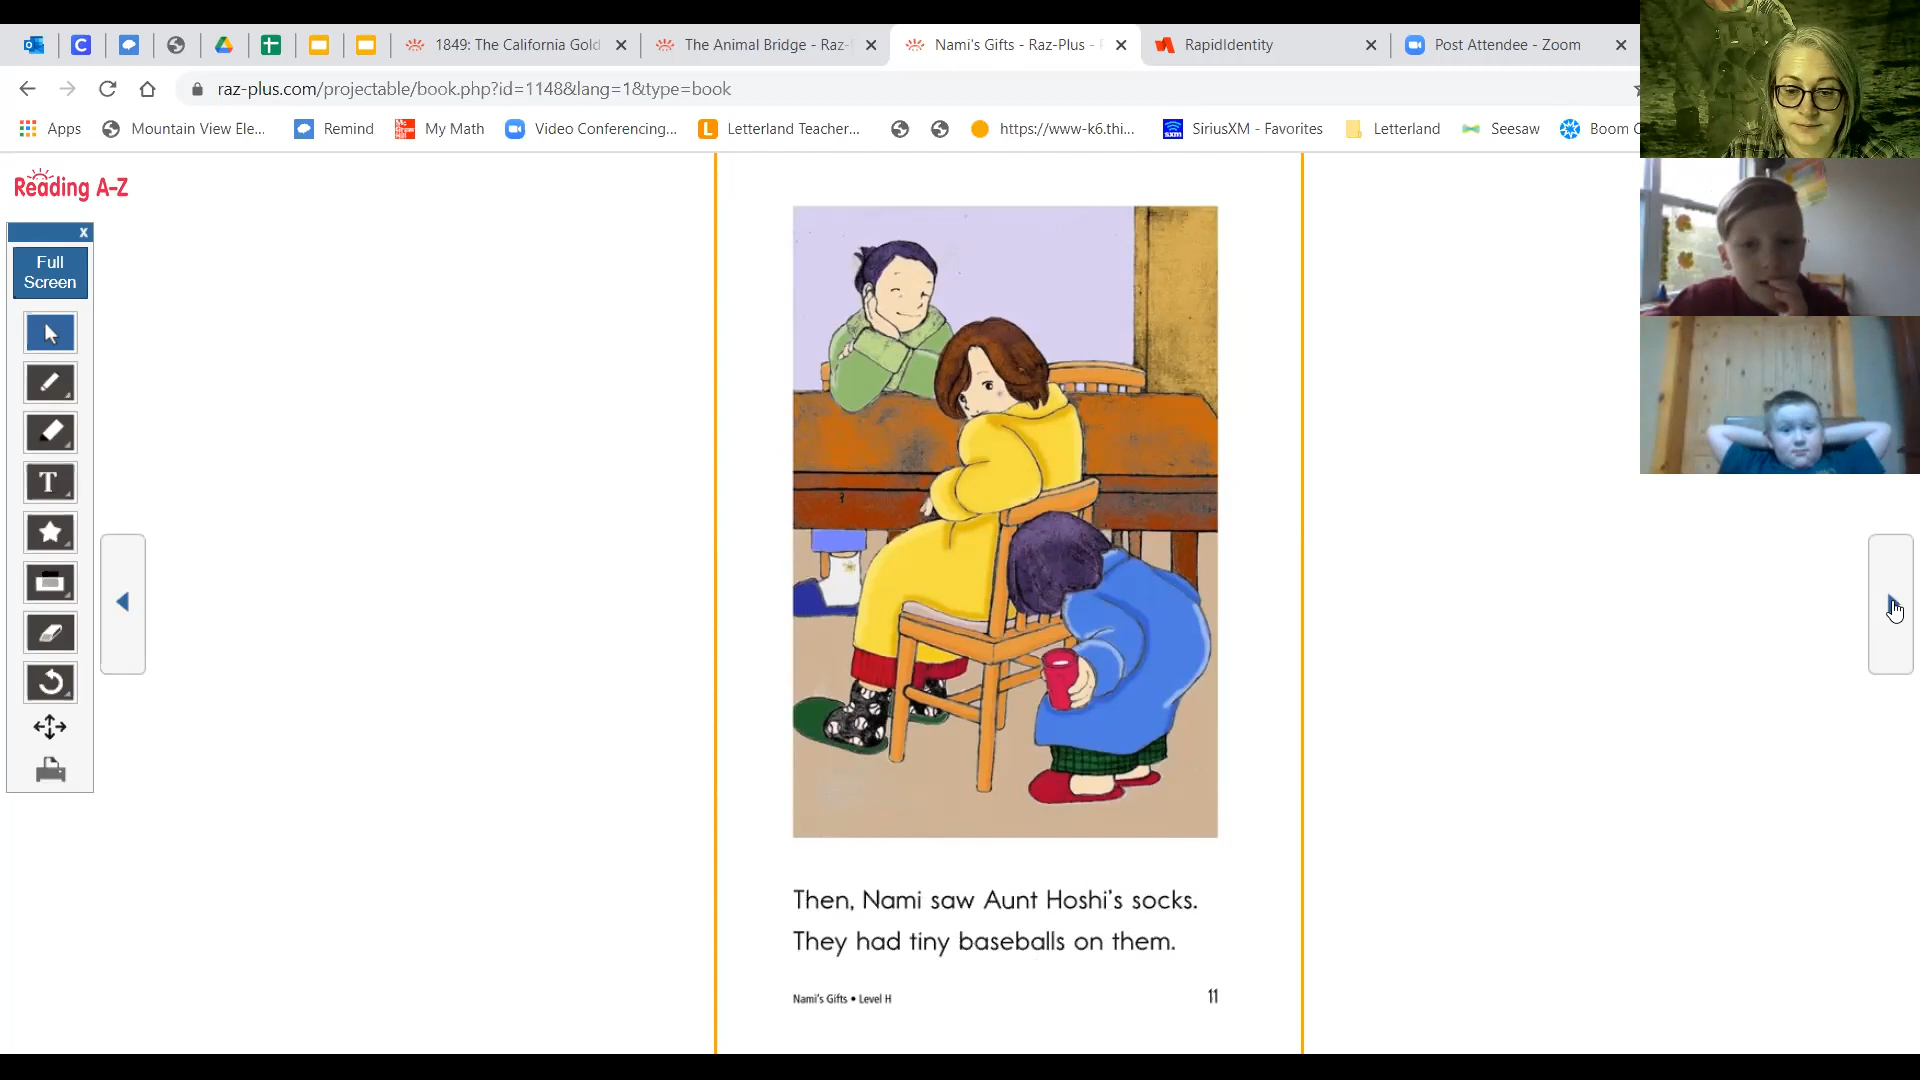 1849: The California Gold
The Animal Bridge - Raz-
Nami's Gifts - Raz-Plus -
RapidIdentity
Post Attendee - Zoom
raz-plus.com/projectable/book.php?id=1148&lang=1&type=book
Apps
Mountain View Ele...
Remind
My Math
Video Conferencing...
Letterland Teacher...
https://www-k6.thi...
SiriusXM - Favorites
Letterland
Seesaw
Boom
Reading A-Z
x
Full
Screen
T
Then, Nami saw Aunt Hoshi's socks.
They had tiny baseballs on them.
Nami's Gifts • Level H
11